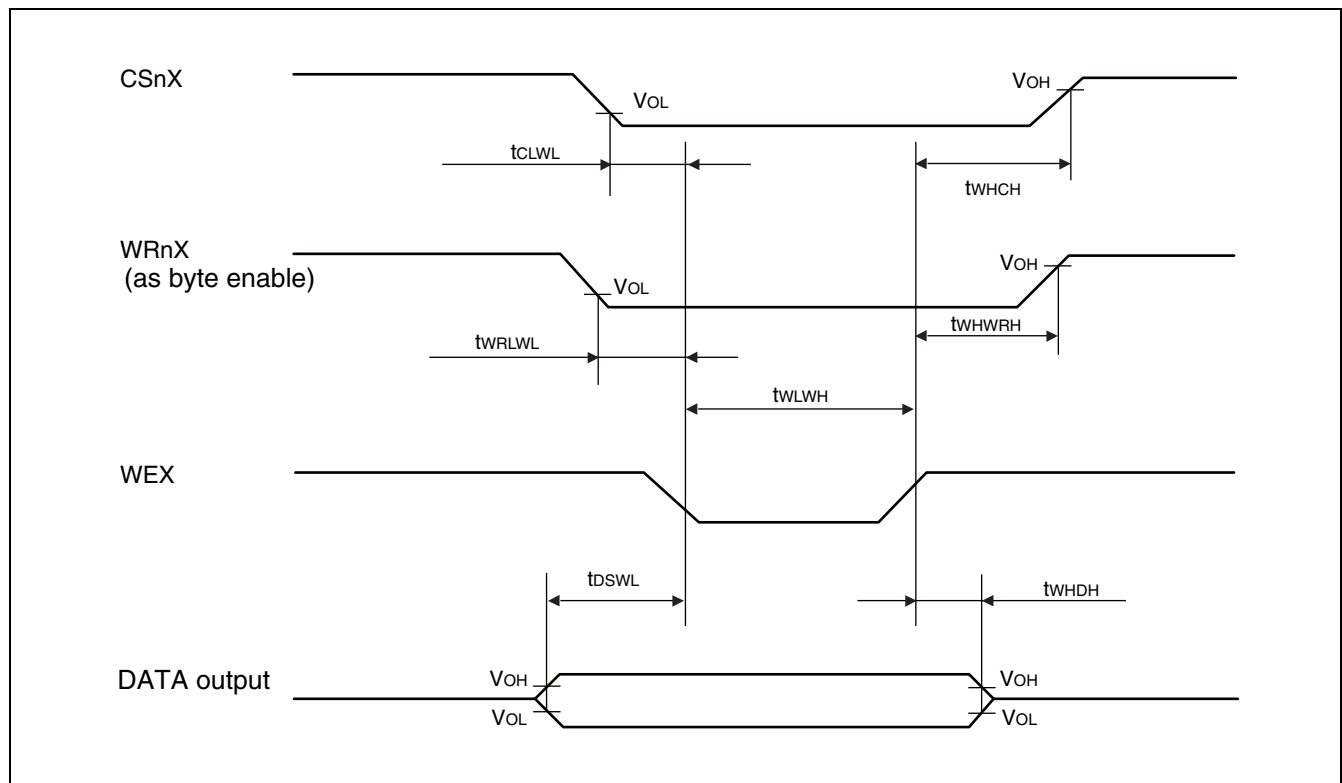 CSnX
VOL
VOH
tCLWL
tWHCH
WRnX
(as byte enable)
VOL
VOH
tWRLWL
tWHWRH
tWLWH
WEX
tDSWL
tWHDH
DATA output
VOH
VOL
VOH
VOL